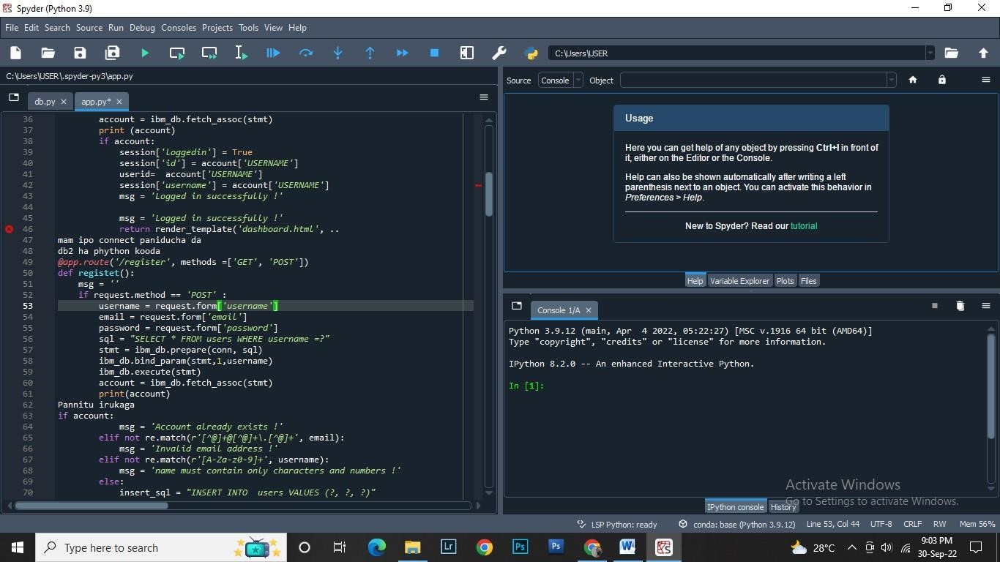 Spyder (Python 3.9)
File Edit Search Source Run Debug Consoles Projects Tools View Help
C:\Users\USER
C:\Users\USER\.spyder-py3\app.py
db.py
app.py*
36 account = ibm_db.fetch_assoc(stmt)
37 print (account)
38 if account:
39 session['loggedin'] = True
40 session['id'] = account['USERNAME']
41 userid=  account['USERNAME']
42 session['username'] = account['USERNAME']
43 msg = 'Logged in successfully !'
44
45 msg = 'Logged in successfully !'
46 return render_template('dashboard.html', ..
47 mam ipo connect paniducha da
48 db2 ha phython kooda
49 @app.route('/register', methods =['GET', 'POST'])
50 def registet():
51 msg = ''
52 if request.method == 'POST' :
53 username = request.form['username']
54 email = request.form['email']
55 password = request.form['password']
56 sql = "SELECT * FROM users WHERE username =?"
57 stmt = ibm_db.prepare(conn, sql)
58 ibm_db.bind_param(stmt,1,username)
59 ibm_db.execute(stmt)
60 account = ibm_db.fetch_assoc(stmt)
61 print(account)
62 Pannitu irukaga
63 if account:
64 msg = 'Account already exists !'
65 elif not re.match(r'[^@]+@[^@]+\.[^@]+', email):
66 msg = 'Invalid email address !'
67 elif not re.match(r'[A-Za-z0-9]+', username):
68 msg = 'name must contain only characters and numbers !'
69 else:
70 insert_sql = "INSERT INTO  users VALUES (?, ?, ?)"
Source Console Object
Usage
Here you can get help of any object by pressing Ctrl+I in front of
it, either on the Editor or the Console.
Help can also be shown automatically after writing a left
parenthesis next to an object. You can activate this behavior in
Preferences > Help.
New to Spyder? Read our tutorial
Help Variable Explorer Plots Files
Console 1/A
Python 3.9.12 (main, Apr  4 2022, 05:22:27) [MSC v.1916 64 bit (AMD64)]
Type "copyright", "credits" or "license" for more information.
IPython 8.2.0 -- An enhanced Interactive Python.
In [1]:
Activate Windows
Go to Settings to activate Windows.
IPython console History
LSP Python: ready conda: base (Python 3.9.12) Line 53, Col 44 UTF-8 CRLF RW Mem 56%
Type here to search
Lr
Ps
Ps
W
28°C
9:03 PM
30-Sep-22